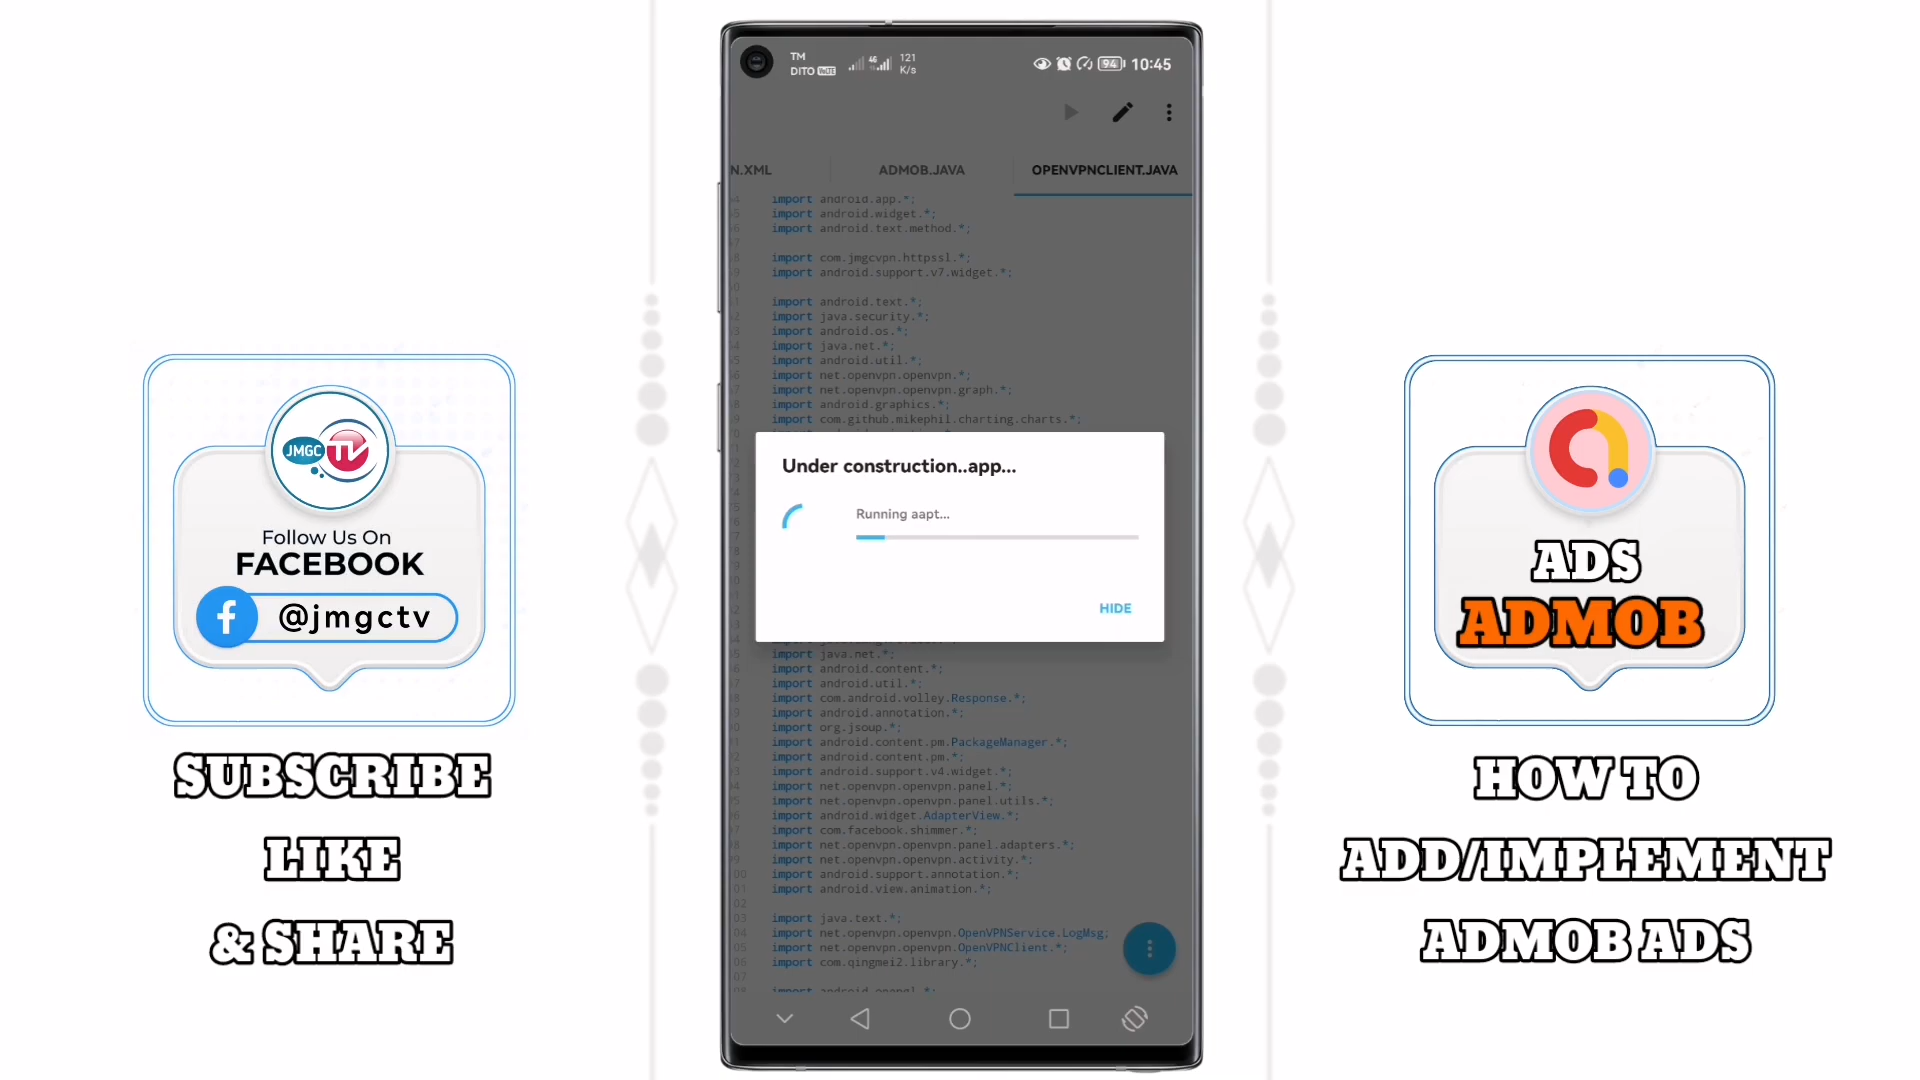 TM
DITO VoLTE
4G
121
K/s
94
10:45
N.XML
ADMOB.JAVA
OPENVPNCLIENT.JAVA
import android.app.*;
import android.widget.*;
import android.text.method.*;
import com.jmgcvpn.httpssl.*;
import android.support.v7.widget.*;
import android.text.*;
import java.security.*;
import android.os.*;
import java.net.*;
import android.util.*;
import net.openvpn.openvpn.*;
import net.openvpn.openvpn.graph.*;
import android.graphics.*;
import com.github.mikephil.charting.charts.*;
Under construction..app...
Running aapt...
HIDE
import java.net.*;
import android.content.*;
import android.util.*;
import com.android.volley.Response.*;
import android.annotation.*;
import org.jsoup.*;
import android.content.pm.PackageManager.*;
import android.content.pm.*;
import android.support.v4.widget.*;
import net.openvpn.openvpn.panel.*;
import net.openvpn.openvpn.panel.utils.*;
import android.widget.AdapterView.*;
import com.facebook.shimmer.*;
import net.openvpn.openvpn.panel.adapters.*;
import net.openvpn.openvpn.activity.*;
import android.support.annotation.*;
import android.view.animation.*;
import java.text.*;
import net.openvpn.openvpn.OpenVPNService.LogMsg;
import net.openvpn.openvpn.OpenVPNClient.*;
import com.qingmei2.library.*;
import android.opengl.*;
JMGC TV
Follow Us On
FACEBOOK
@jmgctv
SUBSCRIBE
LIKE
& SHARE
ADS
ADMOB
HOW TO
ADD/IMPLEMENT
ADMOB ADS